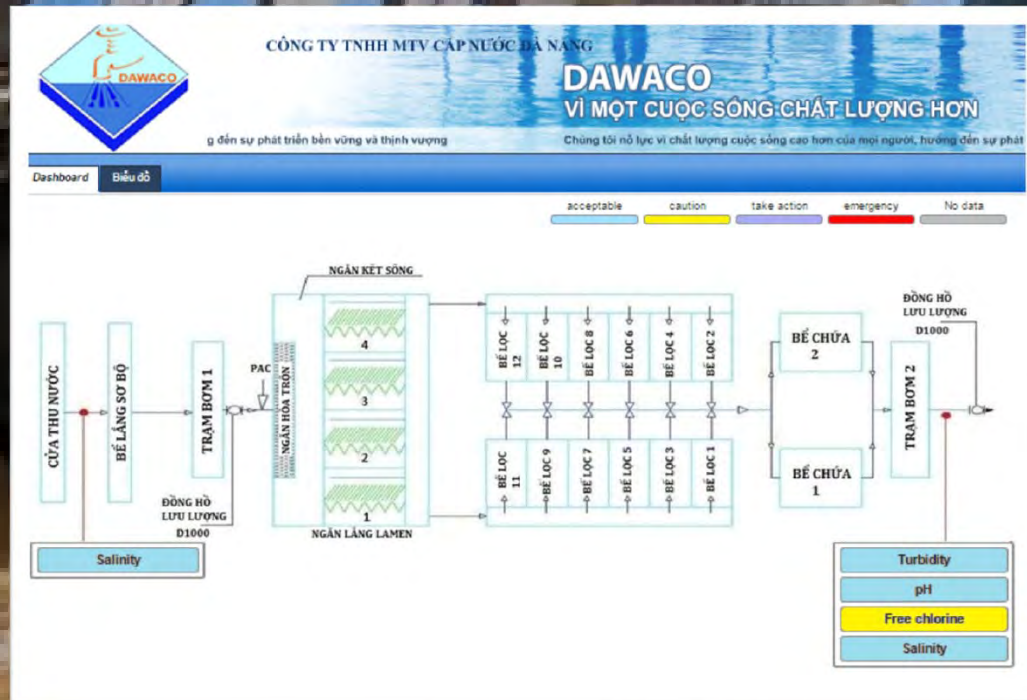 DAWACO
CÔNG TY TNHH MTV CẤP NƯỚC ĐÀ NẴNG
DAWACO
VÌ MỘT CUỘC SỐNG CHẤT LƯỢNG HƠN
g đến sự phát triển bền vững và thịnh vượng
Chúng tôi nỗ lực vì chất lượng cuộc sống cao hơn của mọi người, hướng đến sự phát
Dashboard
Biểu đồ
acceptable
caution
take action
emergency
No data
NGĂN KẾT SÔNG
CỬA THU NƯỚC
BỂ LẮNG SƠ BỘ
TRẠM BƠM 1
PAC
NGĂN HÒA TRỘN
4
3
2
1
NGĂN LẮNG LAMEN
ĐỒNG HỒ
LƯU LƯỢNG
D1000
BỂ LỌC 12
BỂ LỌC 10
BỂ LỌC 8
BỂ LỌC 6
BỂ LỌC 4
BỂ LỌC 2
BỂ LỌC 11
BỂ LỌC 9
BỂ LỌC 7
BỂ LỌC 5
BỂ LỌC 3
BỂ LỌC 1
BỂ CHỨA
2
BỂ CHỨA
1
TRẠM BƠM 2
ĐỒNG HỒ
LƯU LƯỢNG
D1000
Salinity
Turbidity
pH
Free chlorine
Salinity